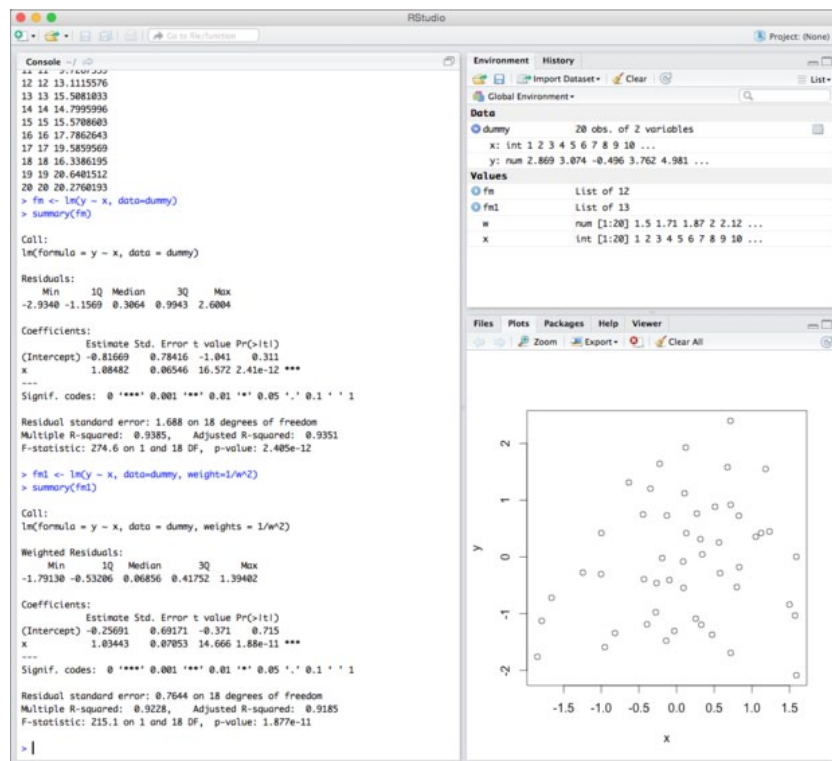 RStudio
Go to file/function
Project: (None)
Console ~/
12 12 13.1115576
13 13 15.5081033
14 14 14.7995996
15 15 15.5708603
16 16 17.7862643
17 17 19.5859569
18 18 16.3386195
19 19 20.6401512
20 20 20.2760193
> fm <- lm(y ~ x, data=dummy)
> summary(fm)
Call:
lm(formula = y ~ x, data = dummy)
Residuals:
Min 1Q Median 3Q Max
-2.9340 -1.1569 0.3064 0.9943 2.6004
Coefficients:
Estimate Std. Error t value Pr(>|t|)
(Intercept) -0.81669 0.78416 -1.041 0.311
x 1.08482 0.06546 16.572 2.41e-12 ***
---
Signif. codes: 0 '***' 0.001 '**' 0.01 '*' 0.05 '.' 0.1 ' ' 1
Residual standard error: 1.688 on 18 degrees of freedom
Multiple R-squared: 0.9385, Adjusted R-squared: 0.9351
F-statistic: 274.6 on 1 and 18 DF, p-value: 2.405e-12
> fm1 <- lm(y ~ x, data=dummy, weight=1/w^2)
> summary(fm1)
Call:
lm(formula = y ~ x, data = dummy, weights = 1/w^2)
Weighted Residuals:
Min 1Q Median 3Q Max
-1.79130 -0.53206 0.06856 0.41752 1.39402
Coefficients:
Estimate Std. Error t value Pr(>|t|)
(Intercept) -0.25691 0.69171 -0.371 0.715
x 1.03443 0.07053 14.666 1.88e-11 ***
---
Signif. codes: 0 '***' 0.001 '**' 0.01 '*' 0.05 '.' 0.1 ' ' 1
Residual standard error: 0.7644 on 18 degrees of freedom
Multiple R-squared: 0.9228, Adjusted R-squared: 0.9185
F-statistic: 215.1 on 1 and 18 DF, p-value: 1.877e-11
>
Environment History
Import Dataset Clear List
Global Environment
Data
dummy 20 obs. of 2 variables
x: int 1 2 3 4 5 6 7 8 9 10 ...
y: num 2.869 3.074 -0.496 3.762 4.981 ...
Values
fm List of 12
fm1 List of 13
w num [1:20] 1.5 1.71 1.87 2 2.12 ...
x int [1:20] 1 2 3 4 5 6 7 8 9 10 ...
Files Plots Packages Help Viewer
Zoom Export Clear All
2
1
y
0
-1
-2
-1.5 -1.0 -0.5 0.0 0.5 1.0 1.5
x